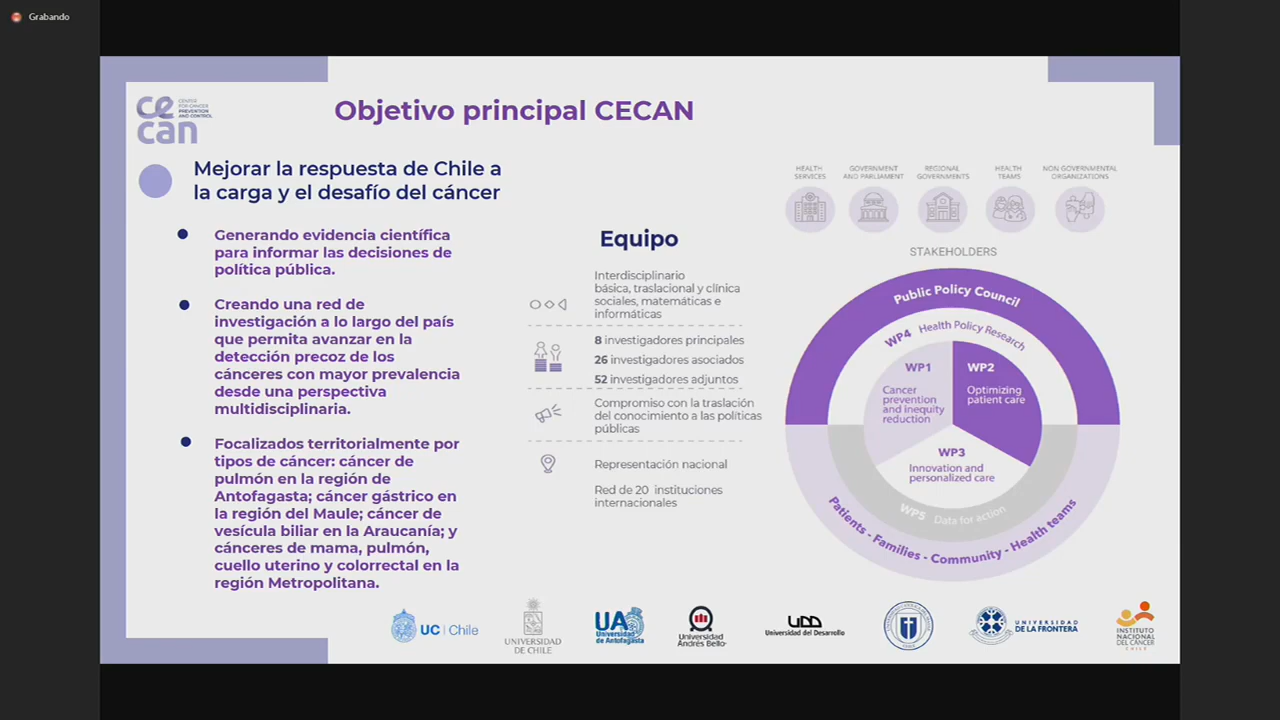 Grabando
ce can
CENTER
FOR CANCER
PREVENTION
AND CONTROL
Objetivo principal CECAN
Mejorar la respuesta de Chile a
la carga y el desafío del cáncer
Generando evidencia científica
para informar las decisiones de
política pública.
Creando una red de
investigación a lo largo del país
que permita avanzar en la
detección precoz de los
cánceres con mayor prevalencia
desde una perspectiva
multidisciplinaria.
Focalizados territorialmente por
tipos de cáncer: cáncer de
pulmón en la región de
Antofagasta; cáncer gástrico en
la región del Maule; cáncer de
vesícula biliar en la Araucanía; y
cánceres de mama, pulmón,
cuello uterino y colorrectal en la
región Metropolitana.
Equipo
Interdisciplinario
básica, traslacional y clínica
sociales, matemáticas e
informáticas
8 investigadores principales
26 investigadores asociados
52 investigadores adjuntos
Compromiso con la traslación
del conocimiento a las políticas
públicas
Representación nacional
Red de 20 instituciones
internacionales
HEALTH
SERVICES
GOVERNMENT
AND PARLIAMENT
REGIONAL
GOVERNMENTS
HEALTH
TEAMS
NON GOVERNMENTAL
ORGANIZATIONS
STAKEHOLDERS
Public Policy Council
WP4 Health Policy Research
WP1
Cancer
prevention
and inequity
reduction
WP2
Optimizing
patient care
WP3
Innovation and
personalized care
WP5 Data for action
Patients - Families - Community - Health teams
UC | Chile
UNIVERSIDAD
DE CHILE
UA
Universidad
de Antofagasta
Universidad
Andrés Bello
UDD
Universidad del Desarrollo
UNIVERSIDAD
DE LA FRONTERA
INSTITUTO
NACIONAL
DEL CÁNCER
CHILE